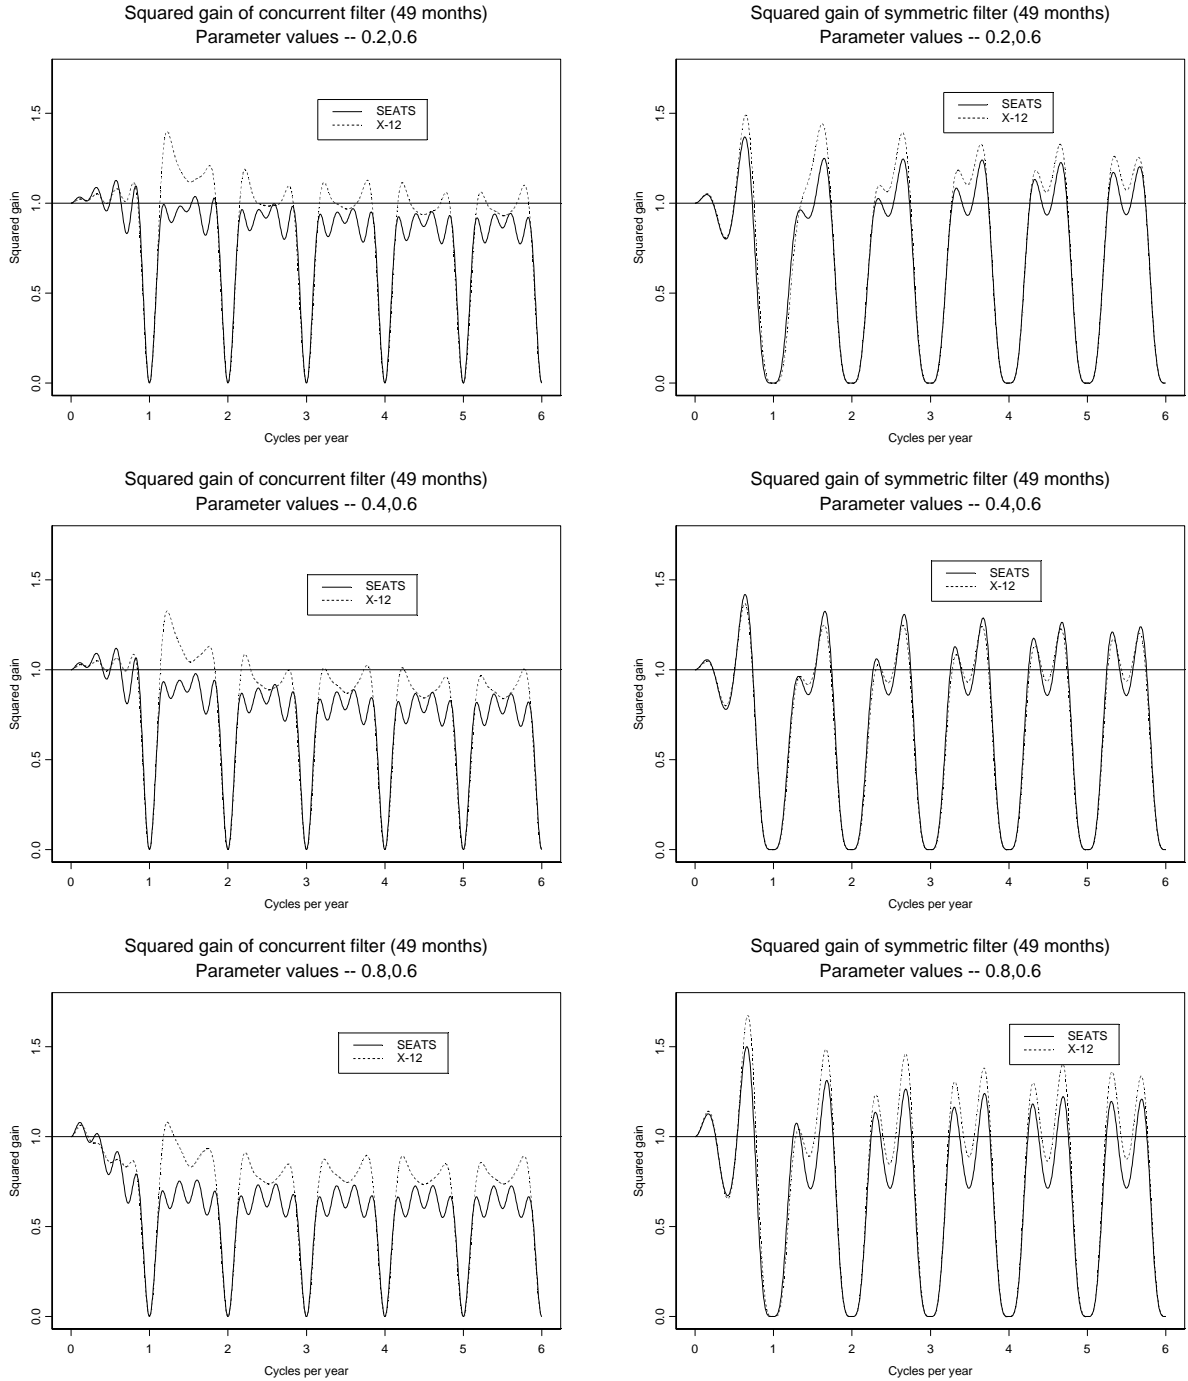 Squared gain of concurrent filter (49 months)
Parameter values -- 0.2,0.6
Squared gain
0.0
0.5
1.0
1.5
SEATS
X-12
0 1 2 3 4 5 6
Cycles per year
Squared gain of symmetric filter (49 months)
Parameter values -- 0.2,0.6
Squared gain
0.0
0.5
1.0
1.5
SEATS
X-12
0 1 2 3 4 5 6
Cycles per year
Squared gain of concurrent filter (49 months)
Parameter values -- 0.4,0.6
Squared gain
0.0
0.5
1.0
1.5
SEATS
X-12
0 1 2 3 4 5 6
Cycles per year
Squared gain of symmetric filter (49 months)
Parameter values -- 0.4,0.6
Squared gain
0.0
0.5
1.0
1.5
SEATS
X-12
0 1 2 3 4 5 6
Cycles per year
Squared gain of concurrent filter (49 months)
Parameter values -- 0.8,0.6
Squared gain
0.0
0.5
1.0
1.5
SEATS
X-12
0 1 2 3 4 5 6
Cycles per year
Squared gain of symmetric filter (49 months)
Parameter values -- 0.8,0.6
Squared gain
0.0
0.5
1.0
1.5
SEATS
X-12
0 1 2 3 4 5 6
Cycles per year